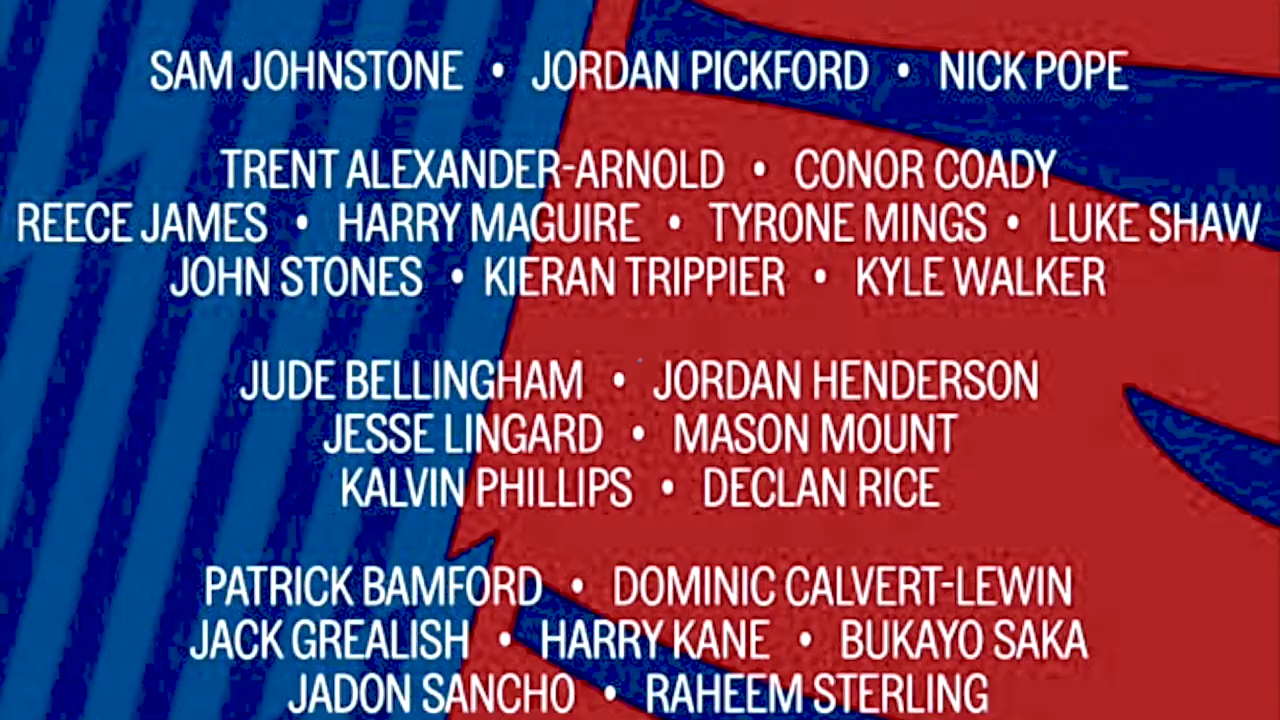 SAM JOHNSTONE • JORDAN PICKFORD • NICK POPE
TRENT ALEXANDER-ARNOLD • CONOR COADY
REECE JAMES • HARRY MAGUIRE • TYRONE MINGS • LUKE SHAW
JOHN STONES • KIERAN TRIPPIER • KYLE WALKER
JUDE BELLINGHAM • JORDAN HENDERSON
JESSE LINGARD • MASON MOUNT
KALVIN PHILLIPS • DECLAN RICE
PATRICK BAMFORD • DOMINIC CALVERT-LEWIN
JACK GREALISH • HARRY KANE • BUKAYO SAKA
JADON SANCHO • RAHEEM STERLING